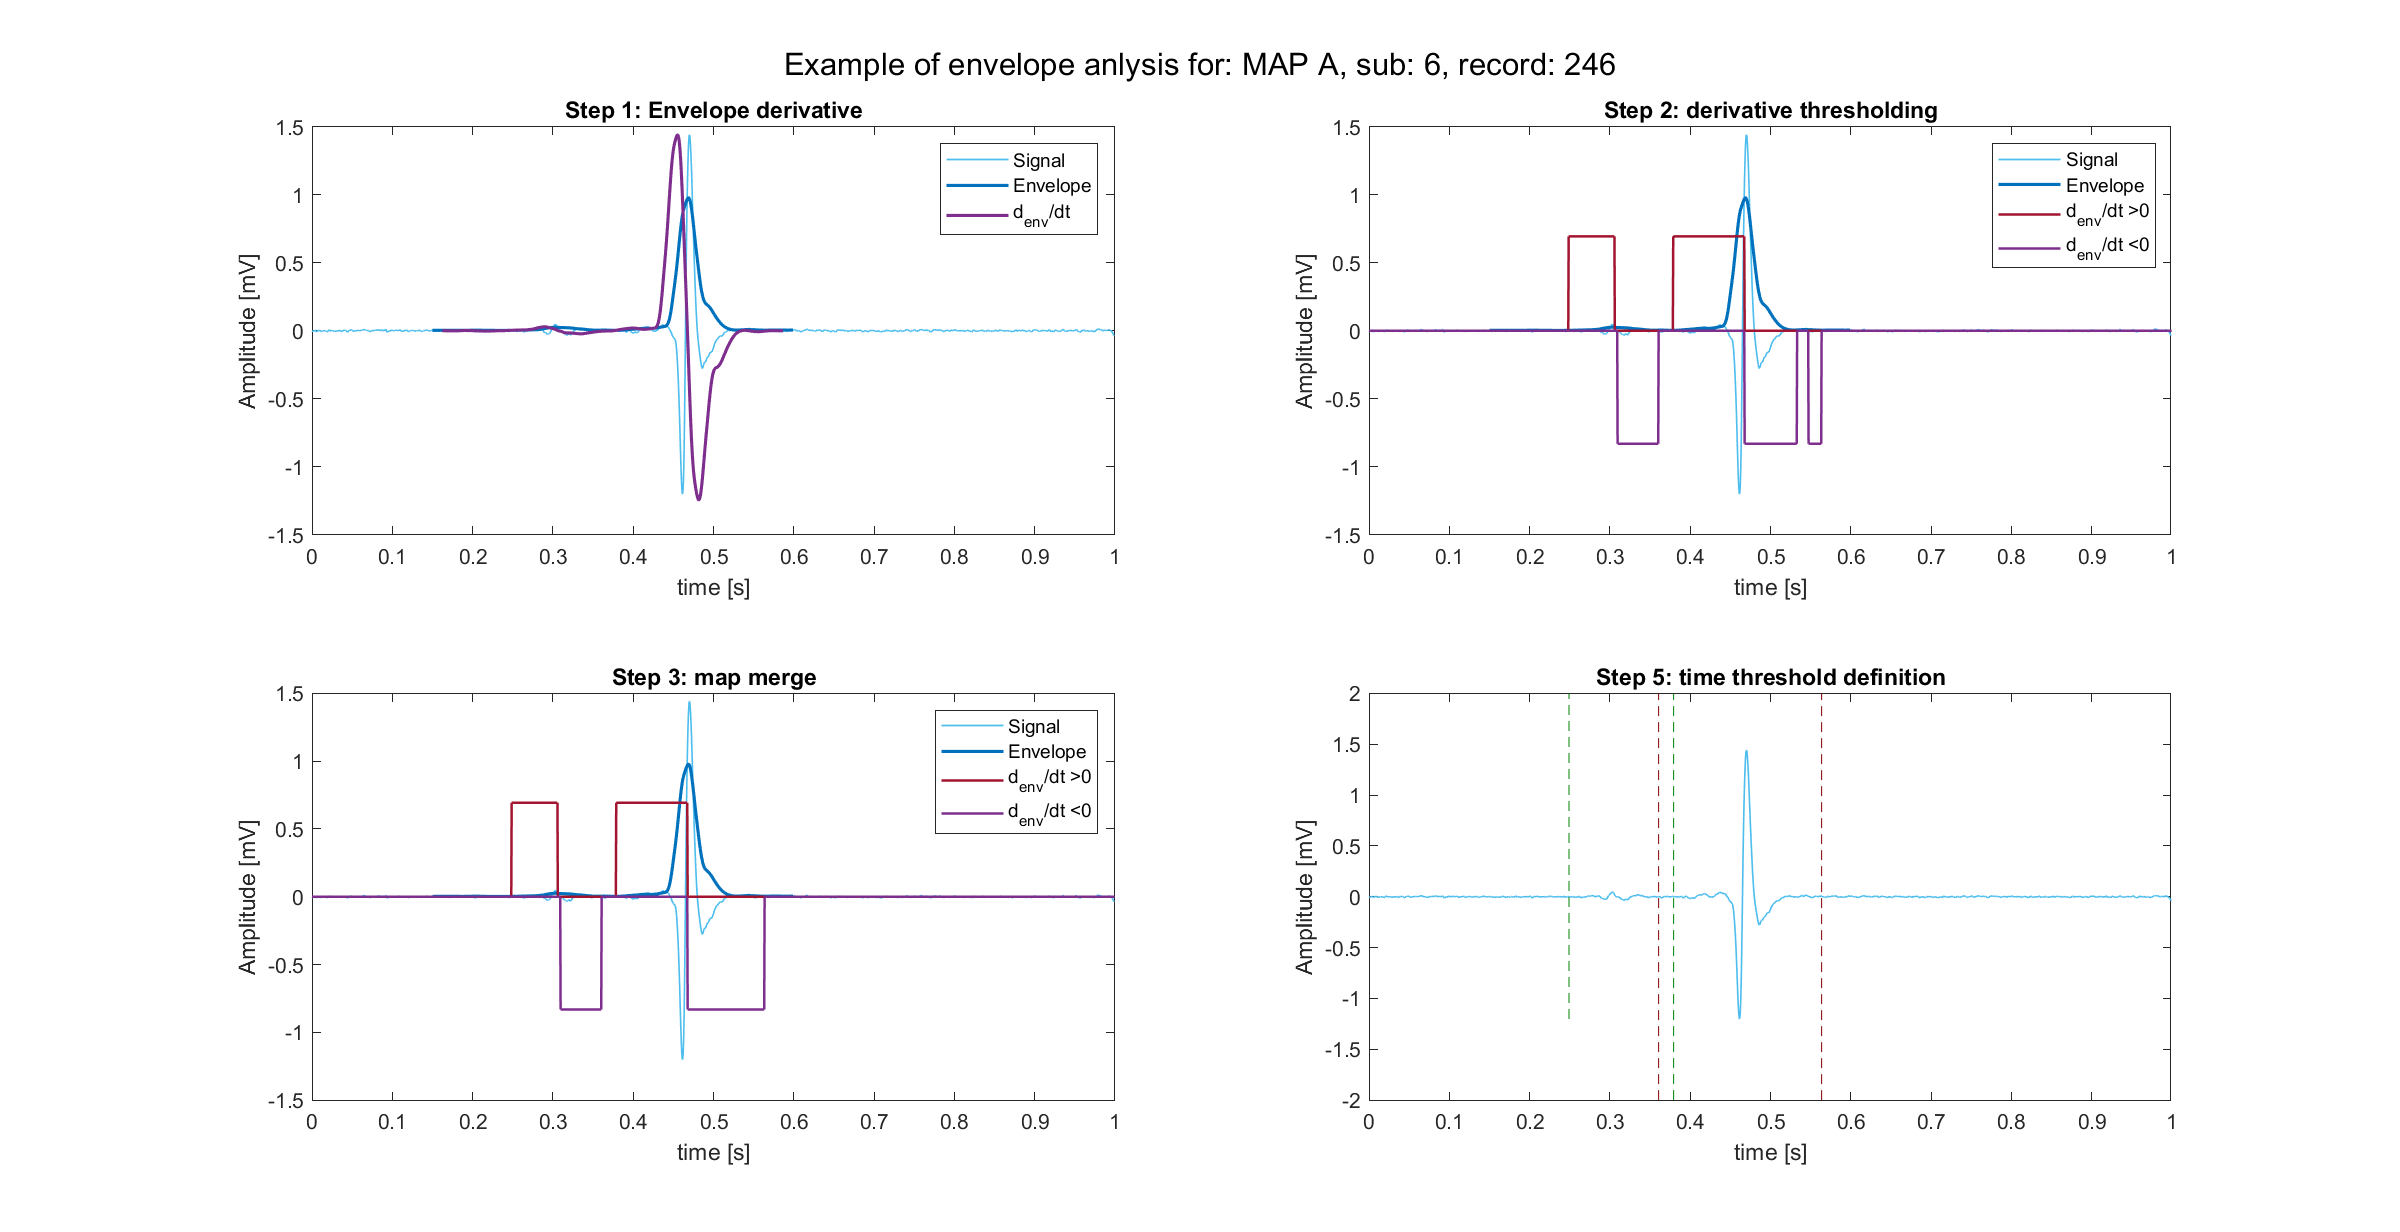 Example of envelope anlysis for: MAP A, sub: 6, record: 246
Step 1: Envelope derivative
1.5
1
0.5
0
-0.5
-1
-1.5
Amplitude [mV]
0 0.1 0.2 0.3 0.4 0.5 0.6 0.7 0.8 0.9 1
time [s]
Signal
Envelope
d_env/dt
Step 2: derivative thresholding
1.5
1
0.5
0
-0.5
-1
-1.5
Amplitude [mV]
0 0.1 0.2 0.3 0.4 0.5 0.6 0.7 0.8 0.9 1
time [s]
Signal
Envelope
d_env/dt >0
d_env/dt <0
Step 3: map merge
1.5
1
0.5
0
-0.5
-1
-1.5
Amplitude [mV]
0 0.1 0.2 0.3 0.4 0.5 0.6 0.7 0.8 0.9 1
time [s]
Signal
Envelope
d_env/dt >0
d_env/dt <0
Step 5: time threshold definition
2
1.5
1
0.5
0
-0.5
-1
-1.5
-2
Amplitude [mV]
0 0.1 0.2 0.3 0.4 0.5 0.6 0.7 0.8 0.9 1
time [s]